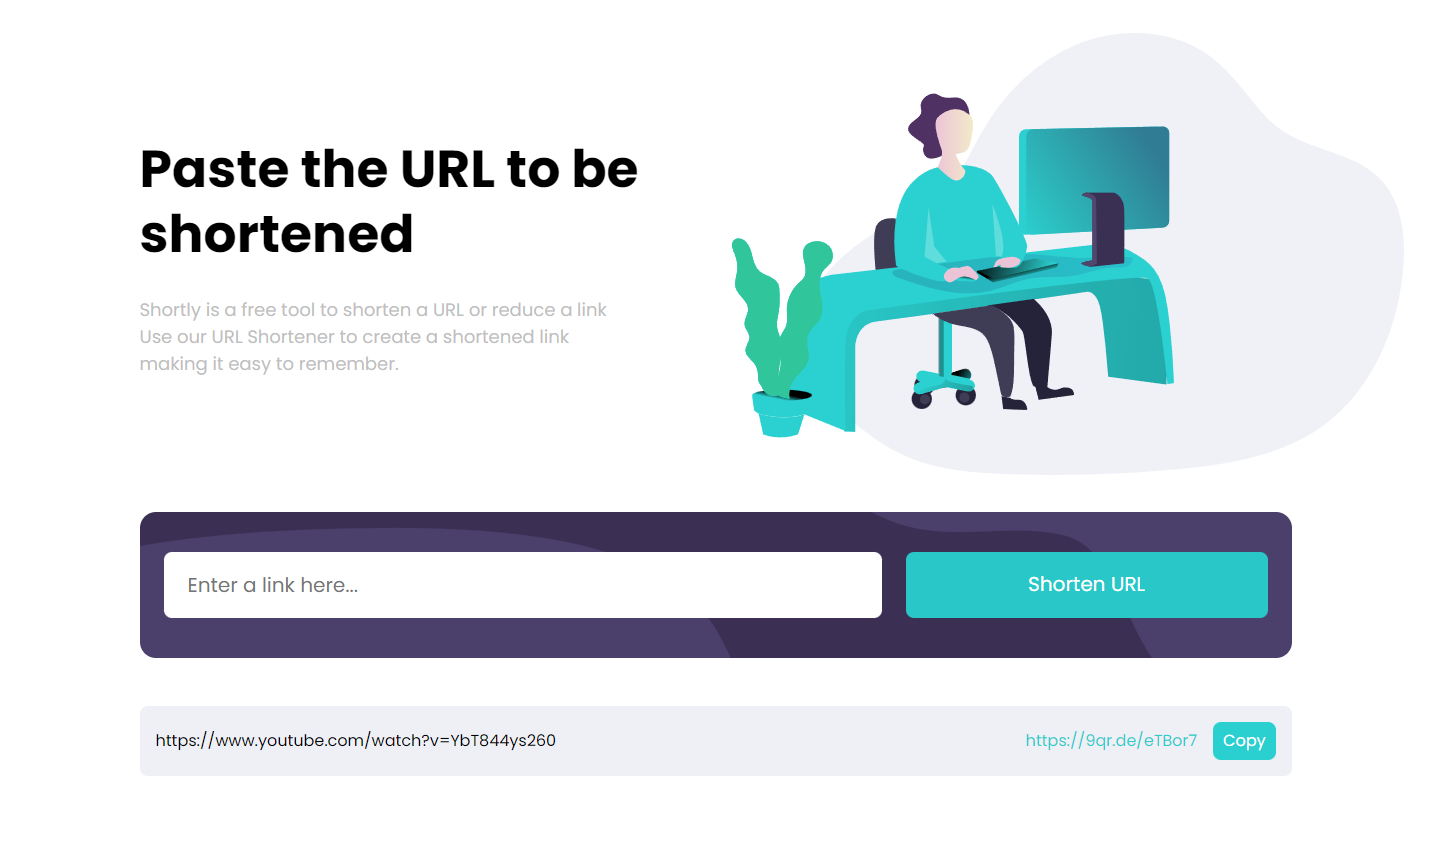 Paste the URL to be
shortened
Shortly is a free tool to shorten a URL or reduce a link
Use our URL Shortener to create a shortened link
making it easy to remember.
Enter a link here...
Shorten URL
https://www.youtube.com/watch?v=YbT844ys260
https://9qr.de/eTBor7
Copy